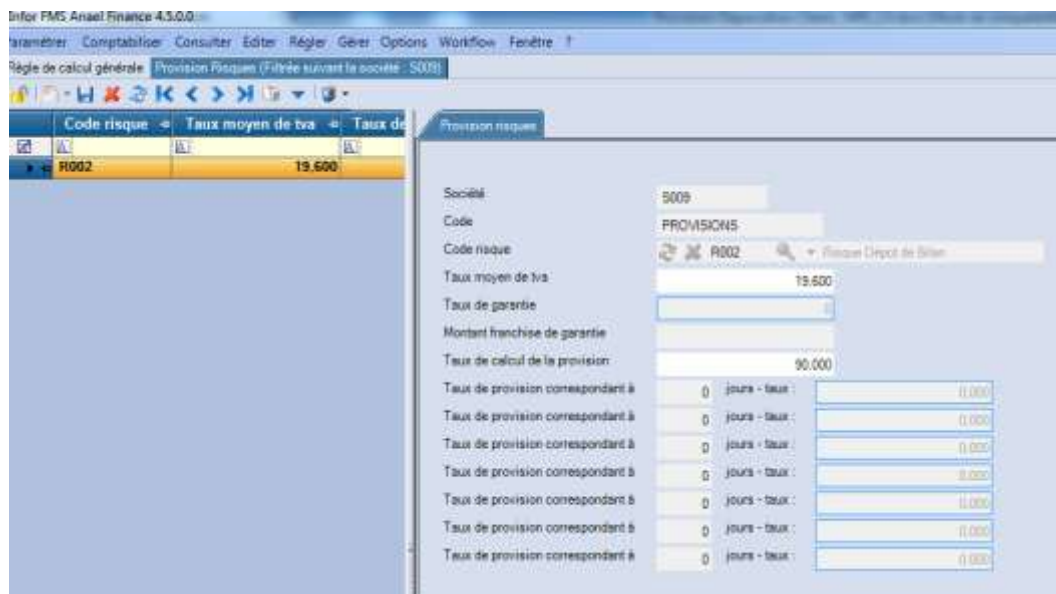 Infor FMS Anael Finance 4.5.0.0
Paramétrer Comptabiliser Consulter Editer Régler Gérer Options Workflow Fenêtre ?
Règle de calcul générale Provision Risques (Filtrée suivant la société : S009)
Code risque Taux moyen de tva Taux de
R002 19,600
Provision risques
Société S009
Code PROVISIONS
Code risque R002 Risque Dépot de Bilan
Taux moyen de tva 19.600
Taux de garantie
Montant franchise de garantie
Taux de calcul de la provision 90.000
Taux de provision correspondant à 0 jours - taux : 0.000
Taux de provision correspondant à 0 jours - taux : 0.000
Taux de provision correspondant à 0 jours - taux : 0.000
Taux de provision correspondant à 0 jours - taux : 0.000
Taux de provision correspondant à 0 jours - taux : 0.000
Taux de provision correspondant à 0 jours - taux : 0.000
Taux de provision correspondant à 0 jours - taux : 0.000